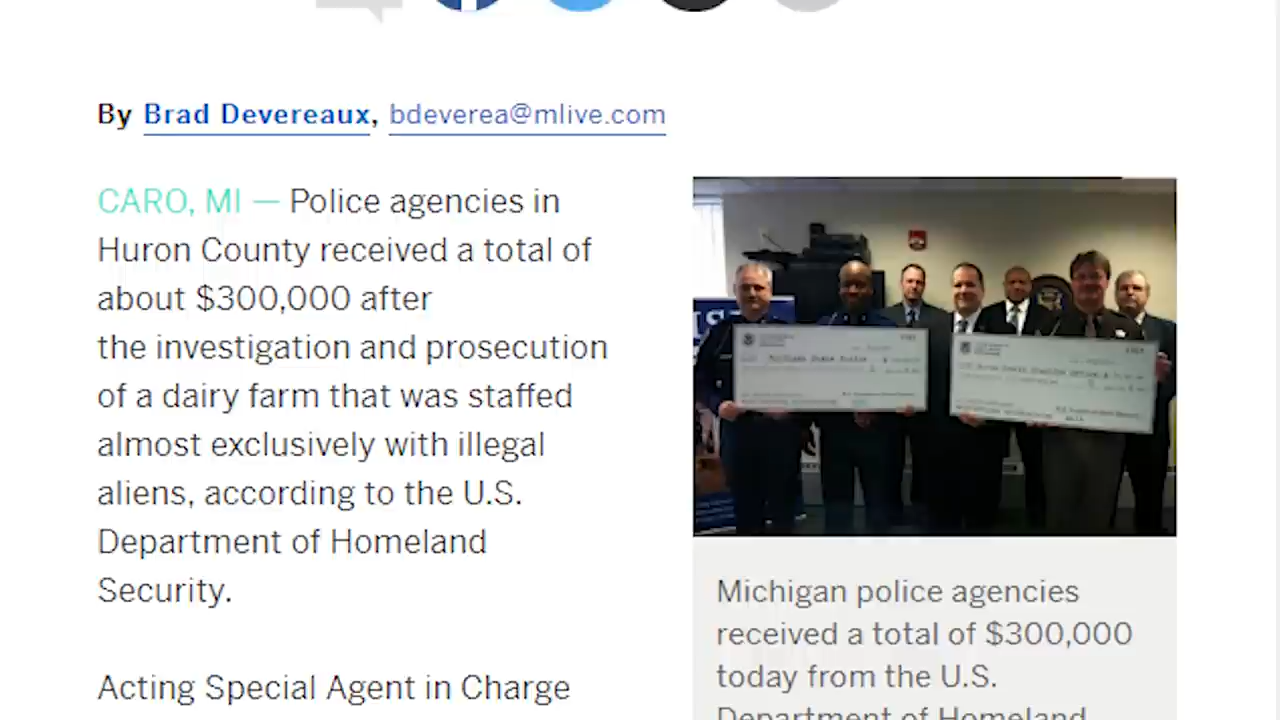 By Brad Devereaux, bdeverea@mlive.com
CARO, MI — Police agencies in
Huron County received a total of
about $300,000 after
the investigation and prosecution
of a dairy farm that was staffed
almost exclusively with illegal
aliens, according to the U.S.
Department of Homeland
Security.
Acting Special Agent in Charge
Michigan police agencies
received a total of $300,000
today from the U.S.
Department of Homeland